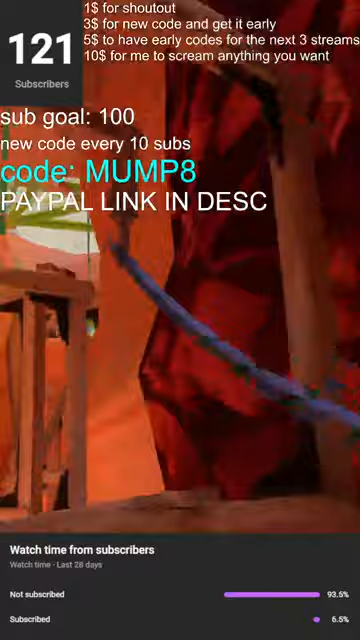 121
Subscribers
1$ for shoutout
3$ for new code and get it early
5$ to have early codes for the next 3 streams
10$ for me to scream anything you want
sub goal: 100
new code every 10 subs
code: MUMP8
PAYPAL LINK IN DESC
Watch time from subscribers
Watch time · Last 28 days
Not subscribed 93.5%
Subscribed 6.5%